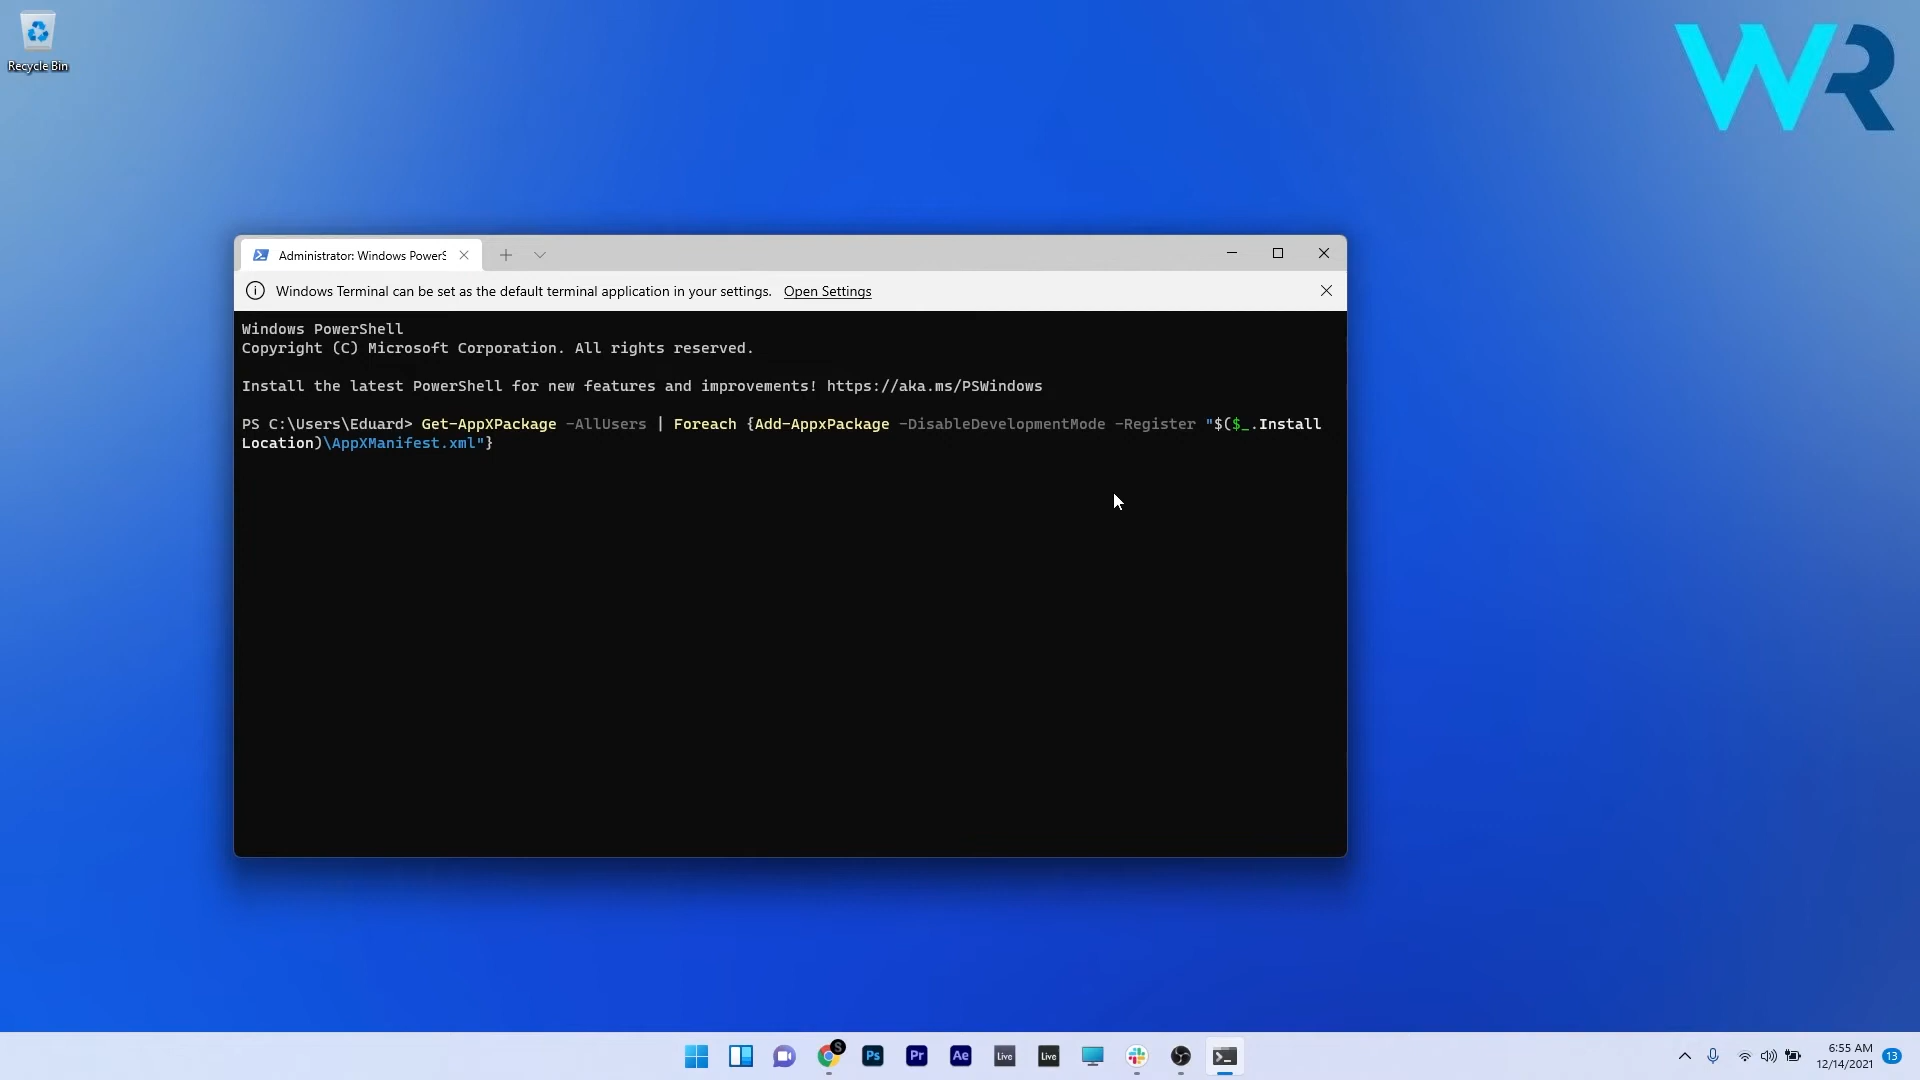 Recycle Bin
WR
Administrator: Windows PowerS
Windows Terminal can be set as the default terminal application in your settings. Open Settings
Windows PowerShell
Copyright (C) Microsoft Corporation. All rights reserved.
Install the latest PowerShell for new features and improvements! https://aka.ms/PSWindows
PS C:\Users\Eduard> Get-AppXPackage -AllUsers | Foreach {Add-AppxPackage -DisableDevelopmentMode -Register "$($_.Install
Location)\AppXManifest.xml"}
S
Ps Pr Ae Live Live
6:55 AM
12/14/2021 13